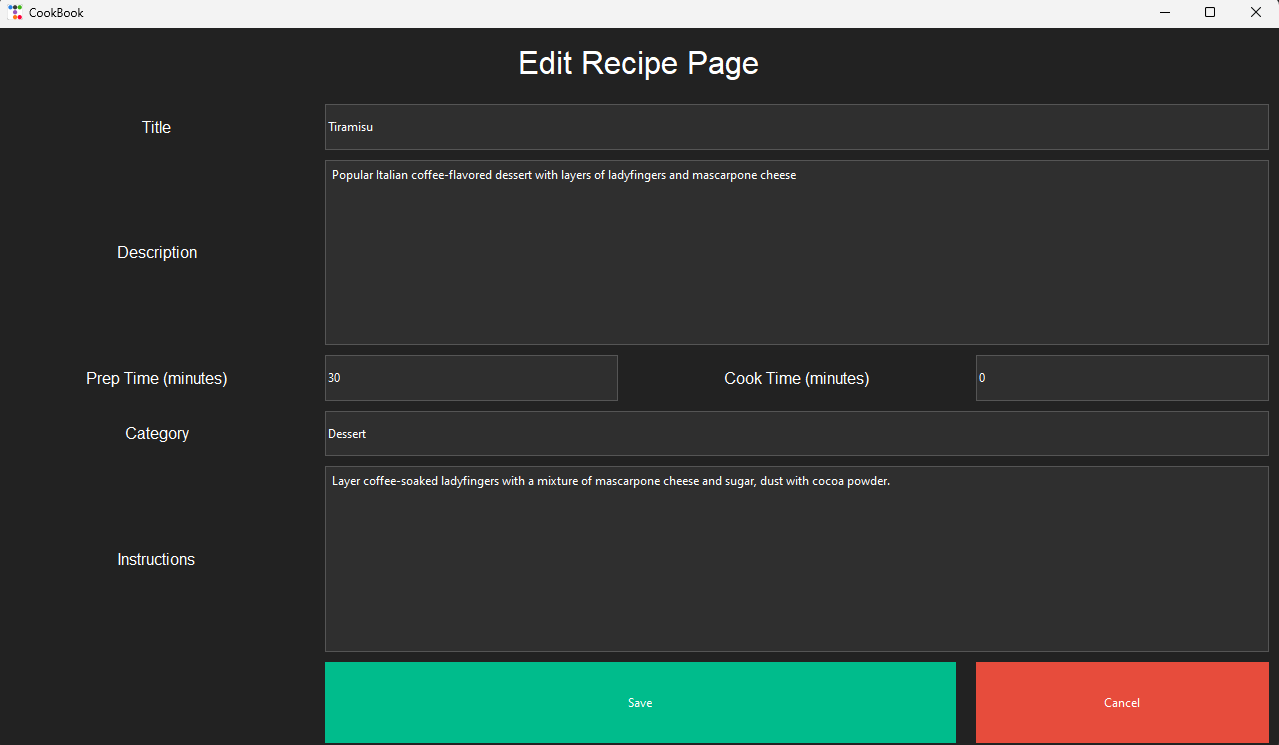 CookBook
Edit Recipe Page
Title
Tiramisu
Description
Popular Italian coffee-flavored dessert with layers of ladyfingers and mascarpone cheese
Prep Time (minutes)
30
Cook Time (minutes)
0
Category
Dessert
Instructions
Layer coffee-soaked ladyfingers with a mixture of mascarpone cheese and sugar, dust with cocoa powder.
Save
Cancel